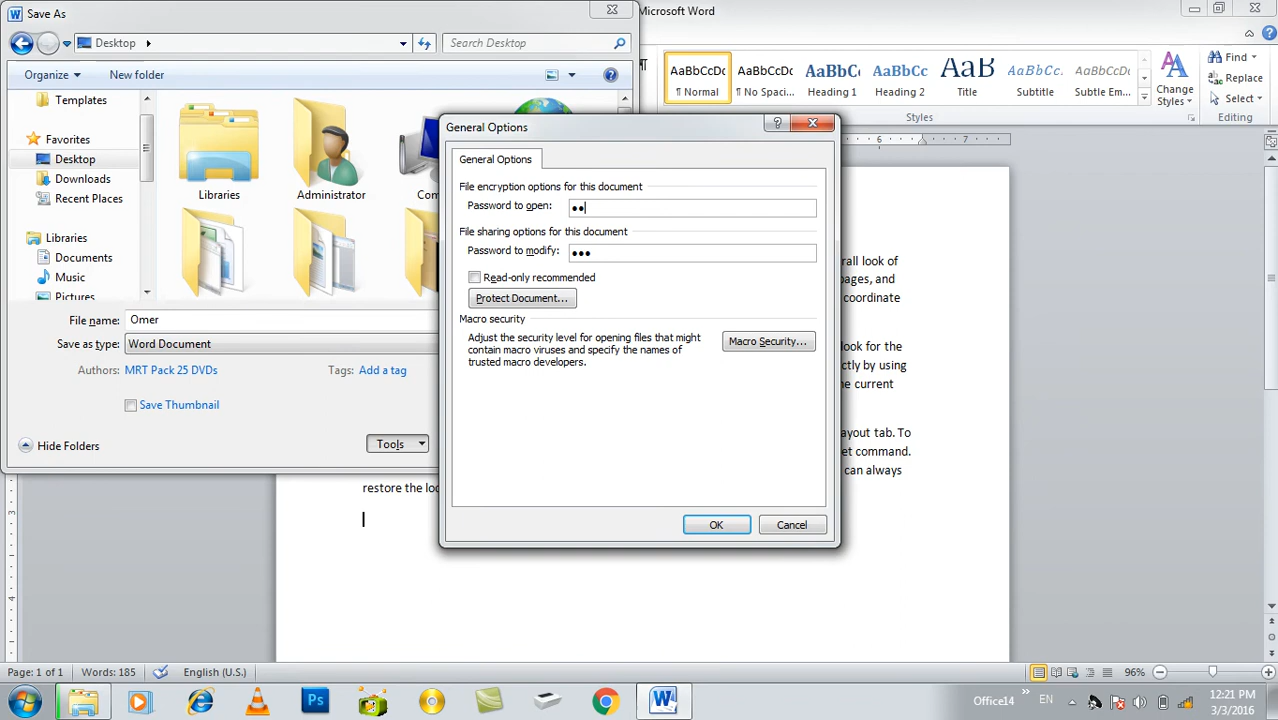 Save As
Microsoft Word
Desktop
Search Desktop
Organize
New folder
Templates
Favorites
Desktop
Downloads
Recent Places
Libraries
Documents
Music
Pictures
Libraries
Administrator
Com
File name:
Omer
Save as type:
Word Document
Authors:
MRT Pack 25 DVDs
Tags:
Add a tag
Save Thumbnail
Hide Folders
Tools
AaBbCcDc
¶ Normal
AaBbCcDc
¶ No Spaci...
AaBbCc
Heading 1
AaBbCc
Heading 2
AaB
Title
AaBbCc.
Subtitle
AaBbCcDc
Subtle Em...
Change
Styles
Styles
Find
Replace
Select
Editing
6
7
General Options
General Options
File encryption options for this document
Password to open:
●●
File sharing options for this document
Password to modify:
●●●
Read-only recommended
Protect Document...
Macro security
Adjust the security level for opening files that might
contain macro viruses and specify the names of
trusted macro developers.
Macro Security...
OK
Cancel
rall look of
pages, and
coordinate
look for the
ctly by using
he current
ayout tab. To
et command.
can always
restore the loo
3
4
Page: 1 of 1
Words: 185
English (U.S.)
96%
Ps
W
Office14
EN
12:21 PM
3/3/2016